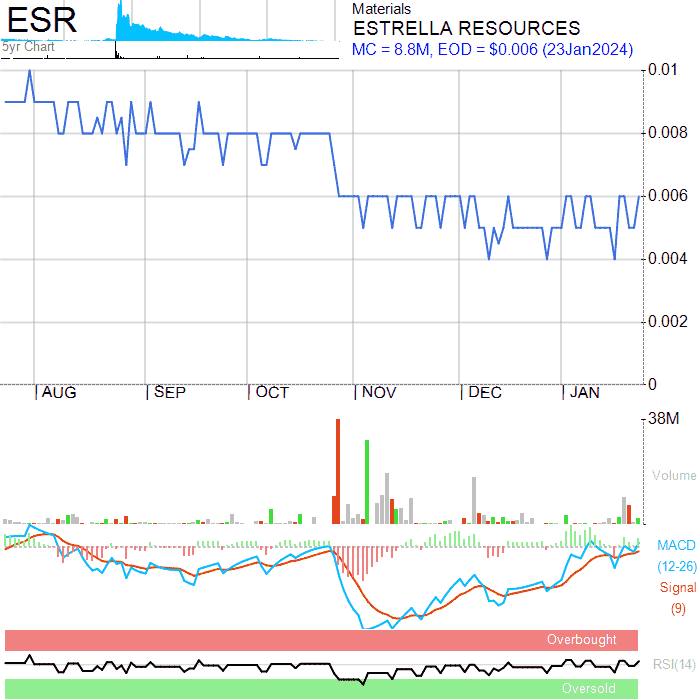 ESR
5yr Chart
Materials
ESTRELLA RESOURCES
MC = 8.8M, EOD = $0.006 (23Jan2024)
0.01
0.008
0.006
0.004
0.002
0
AUG SEP OCT NOV DEC JAN
38M
Volume
MACD
(12-26)
Signal
(9)
Overbought
RSI(14)
Oversold